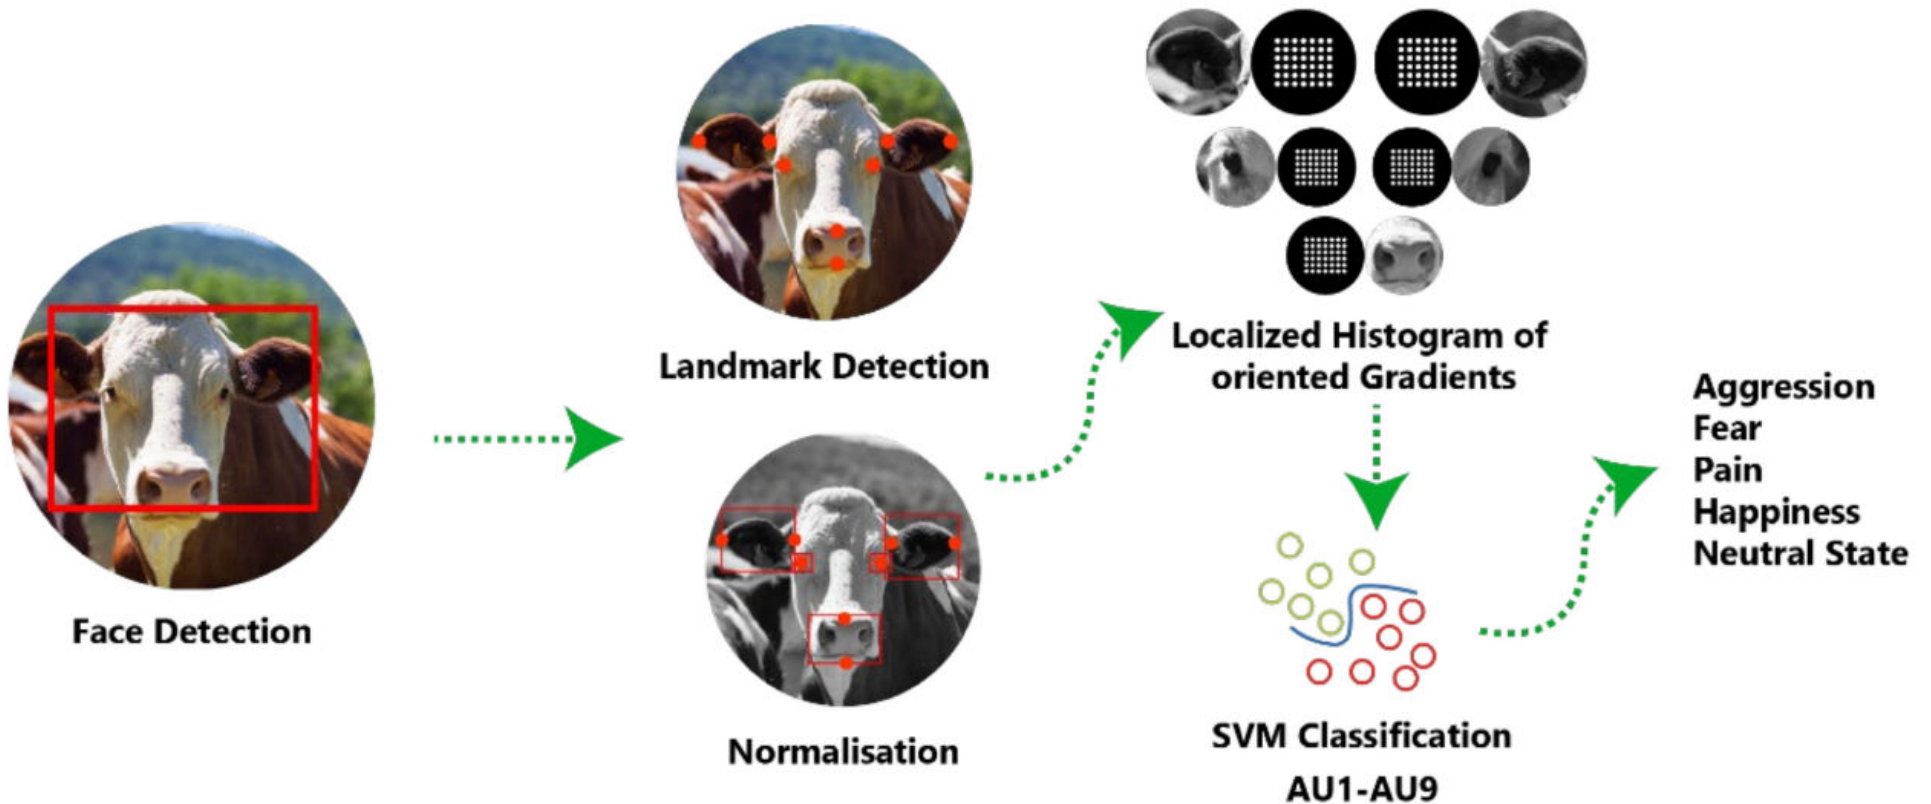 Face Detection
Landmark Detection
Normalisation
Localized Histogram of
oriented Gradients
SVM Classification
AU1-AU9
Aggression
Fear
Pain
Happiness
Neutral State